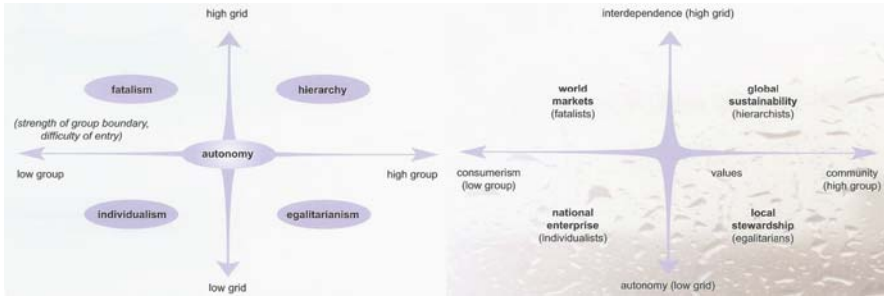 high grid
fatalism
hierarchy
(strength of group boundary,
difficulty of entry)
autonomy
low group
high group
individualism
egalitarianism
low grid
interdependence (high grid)
world
markets
(fatalists)
global
sustainability
(hierarchists)
consumerism
(low group)
values
community
(high group)
national
enterprise
(individualists)
local
stewardship
(egalitarians)
autonomy (low grid)